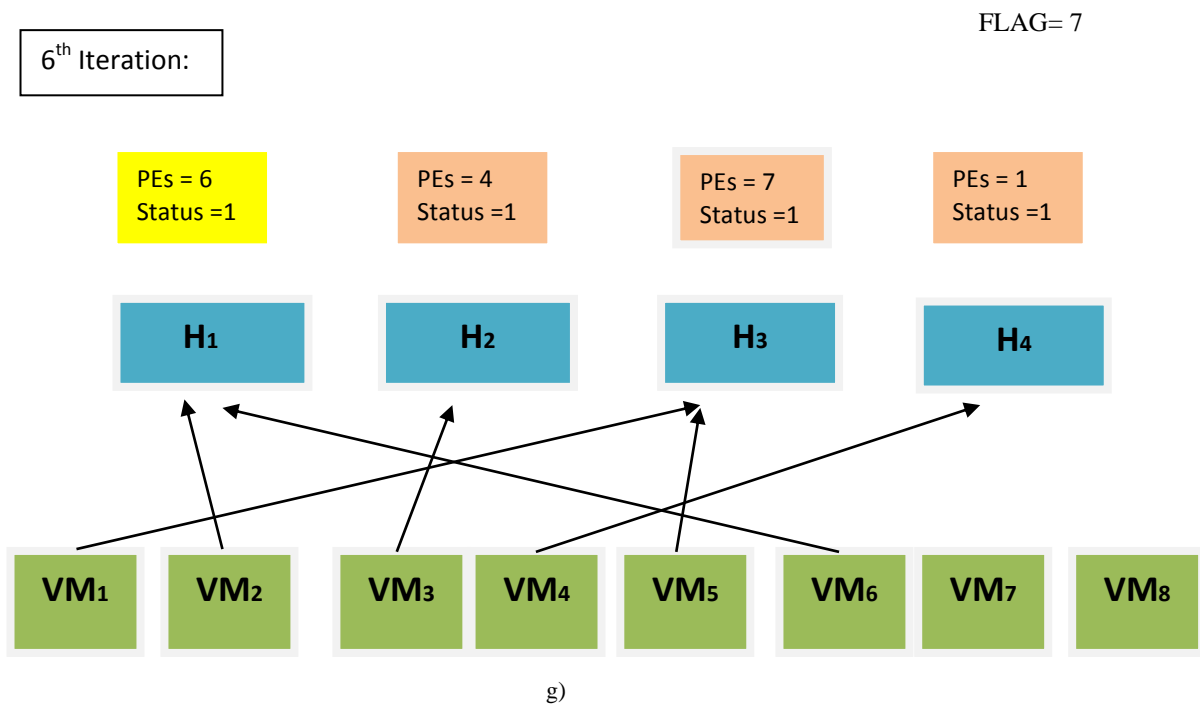 FLAG= 7
6th Iteration:
PEs = 6
Status =1
PEs = 4
Status =1
PEs = 7
Status =1
PEs = 1
Status =1
H1
H2
H3
H4
VM1
VM2
VM3
VM4
VM5
VM6
VM7
VM8
g)